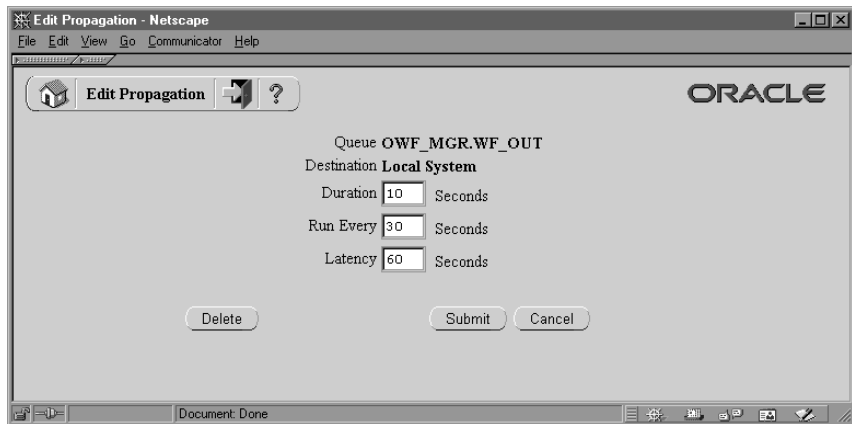 Edit Propagation - Netscape
File Edit View Go Communicator Help
Edit Propagation ?
ORACLE
Queue OWF_MGR.WF_OUT
Destination Local System
Duration 10 Seconds
Run Every 30 Seconds
Latency 60 Seconds
Delete Submit Cancel
Document: Done